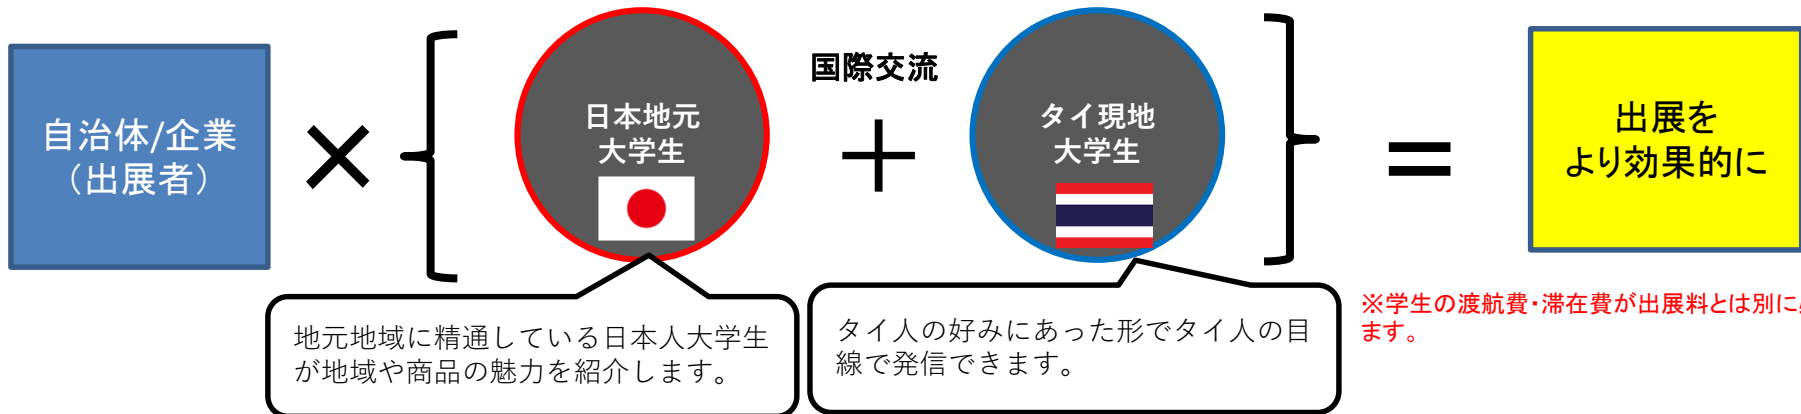 自治体/企業
（出展者）
×
｛
日本地元
大学生
国際交流
＋
タイ現地
大学生
｝
＝
出展を
より効果的に
地元地域に精通している日本人大学生
が地域や商品の魅力を紹介します。
タイ人の好みにあった形でタイ人の目
線で発信できます。
※学生の渡航費・滞在費が出展料とは別に
ます。